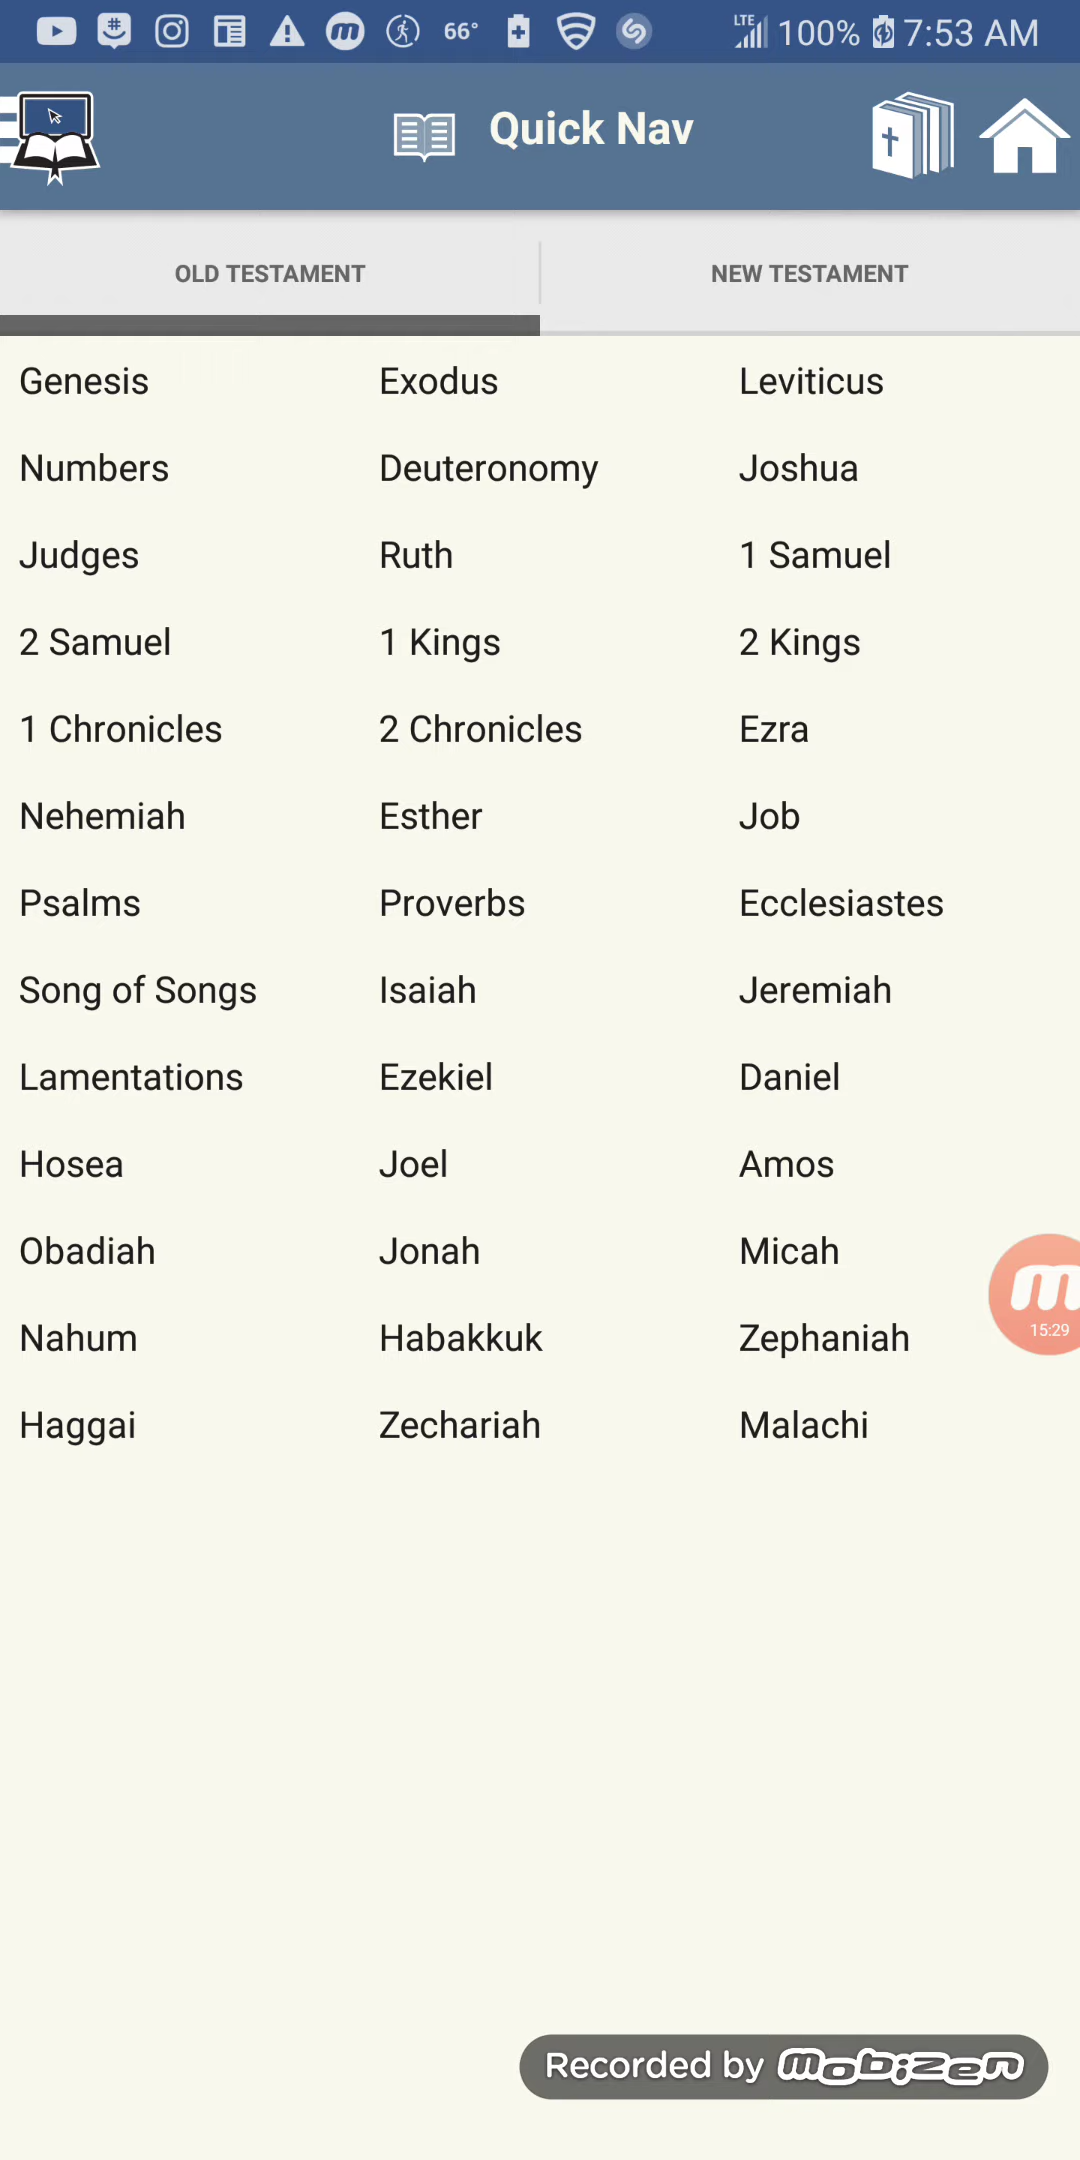 66° LTE 100% 7:53 AM
Quick Nav
OLD TESTAMENT NEW TESTAMENT
Genesis Exodus Leviticus
Numbers Deuteronomy Joshua
Judges Ruth 1 Samuel
2 Samuel 1 Kings 2 Kings
1 Chronicles 2 Chronicles Ezra
Nehemiah Esther Job
Psalms Proverbs Ecclesiastes
Song of Songs Isaiah Jeremiah
Lamentations Ezekiel Daniel
Hosea Joel Amos
Obadiah Jonah Micah
Nahum Habakkuk Zephaniah
15:29
Haggai Zechariah Malachi
Recorded by mobizen